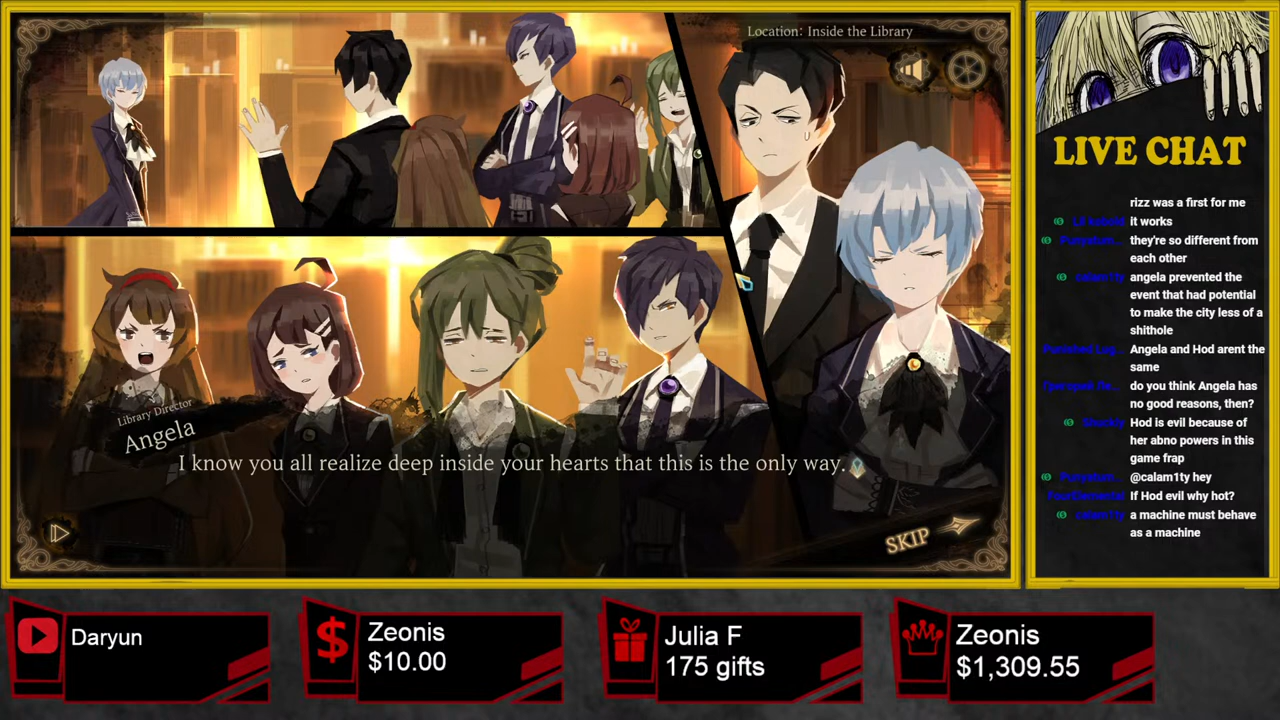 Location: Inside the Library
Library Director
Angela
I know you all realize deep inside your hearts that this is the only way.
SKIP
LIVE CHAT
rizz was a first for me
it works
they're so different from
each other
calam1ty angela prevented the
event that had potential
to make the city less of a
shithole
Angela and Hod arent the
same
do you think Angela has
no good reasons, then?
Hod is evil because of
her abno powers in this
game frap
@calam1ty hey
FourElemental If Hod evil why hot?
calam1ty a machine must behave
as a machine
Daryun
Zeonis
$10.00
Julia F
175 gifts
Zeonis
$1,309.55